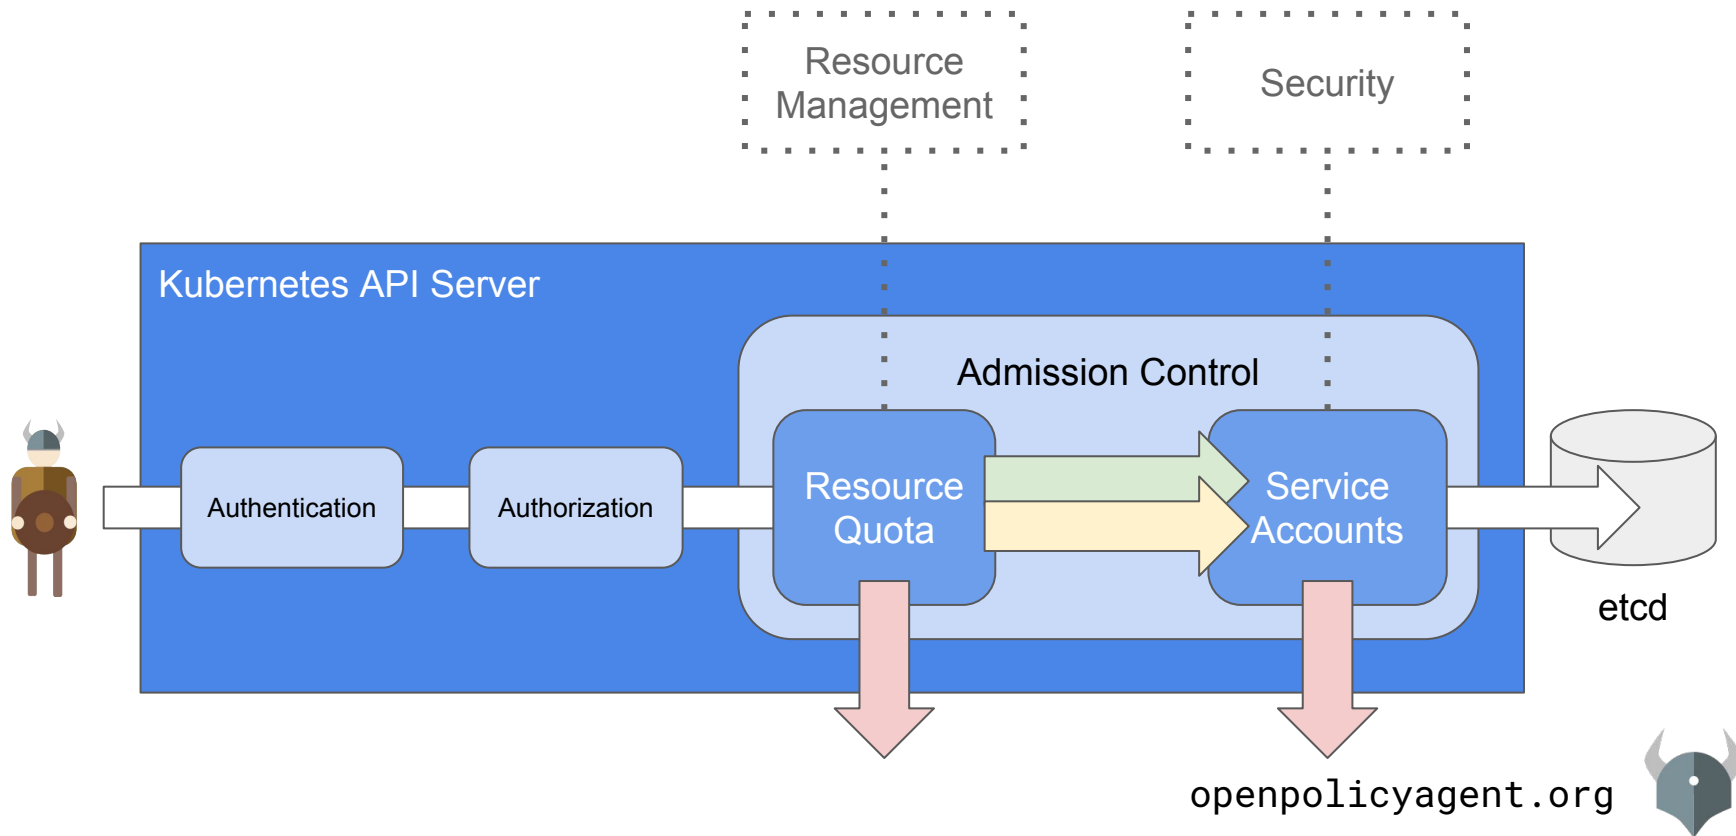 Resource
Management
Security
Kubernetes API Server
Admission Control
Authentication
Authorization
Resource
Quota
Service
Accounts
etcd
openpolicyagent.org